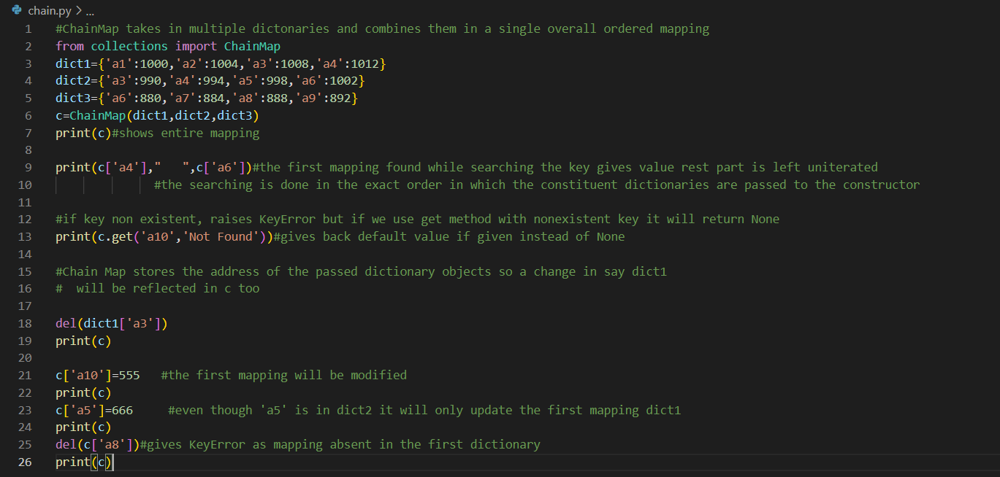 chain.py > ...
1 #ChainMap takes in multiple dictonaries and combines them in a single overall ordered mapping
2 from collections import ChainMap
3 dict1={'a1':1000,'a2':1004,'a3':1008,'a4':1012}
4 dict2={'a3':990,'a4':994,'a5':998,'a6':1002}
5 dict3={'a6':880,'a7':884,'a8':888,'a9':892}
6 c=ChainMap(dict1,dict2,dict3)
7 print(c)#shows entire mapping
8
9 print(c['a4'],"   ",c['a6'])#the first mapping found while searching the key gives value rest part is left uniterated
10               #the searching is done in the exact order in which the constituent dictionaries are passed to the constructor
11
12 #if key non existent, raises KeyError but if we use get method with nonexistent key it will return None
13 print(c.get('a10','Not Found'))#gives back default value if given instead of None
14
15 #Chain Map stores the address of the passed dictionary objects so a change in say dict1
16 #  will be reflected in c too
17
18 del(dict1['a3'])
19 print(c)
20
21 c['a10']=555   #the first mapping will be modified
22 print(c)
23 c['a5']=666     #even though 'a5' is in dict2 it will only update the first mapping dict1
24 print(c)
25 del(c['a8'])#gives KeyError as mapping absent in the first dictionary
26 print(c)